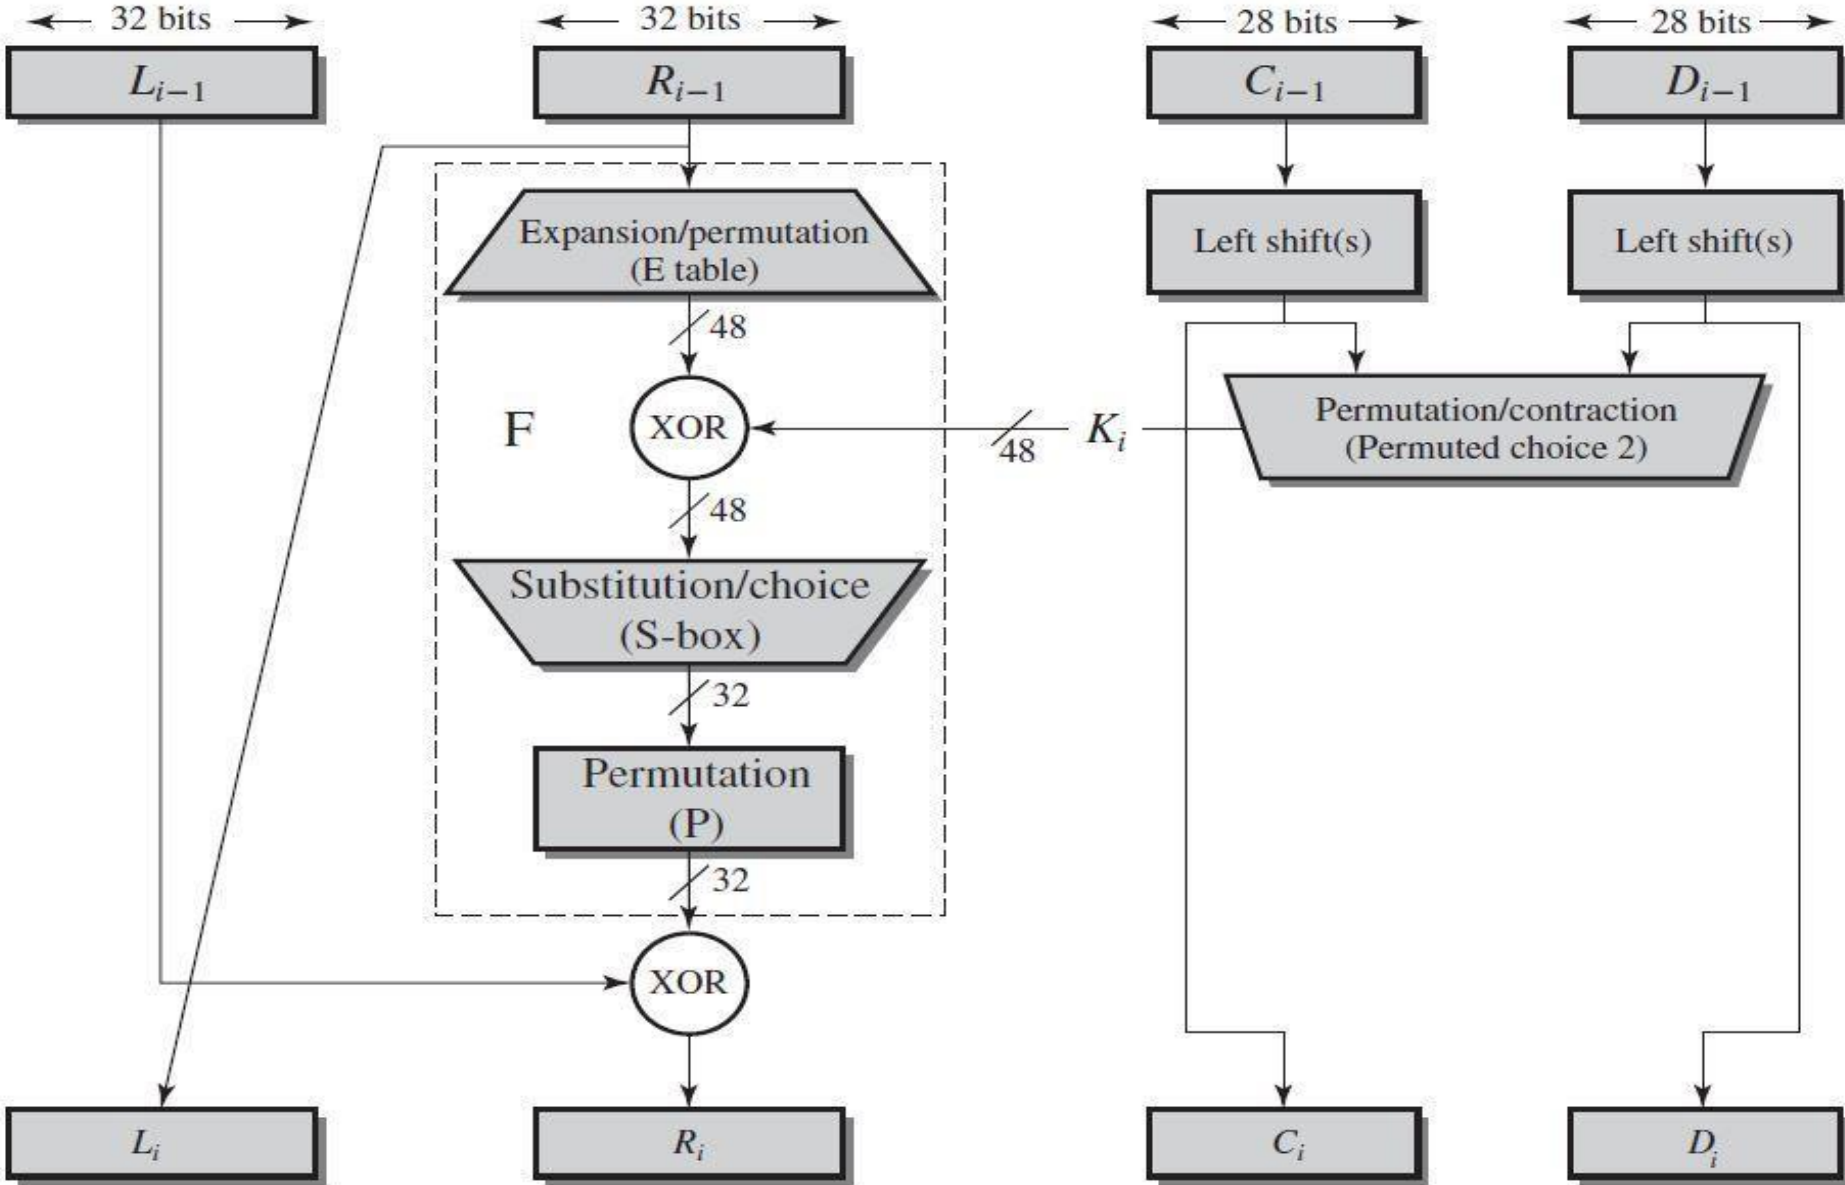 32 bits
32 bits
28 bits
28 bits
L_{i−1}
R_{i−1}
C_{i−1}
D_{i−1}
Expansion/permutation
(E table)
Left shift(s)
Left shift(s)
48
F
XOR
48
K_i
Permutation/contraction
(Permuted choice 2)
48
Substitution/choice
(S-box)
32
Permutation
(P)
32
XOR
L_i
R_i
C_i
D_i